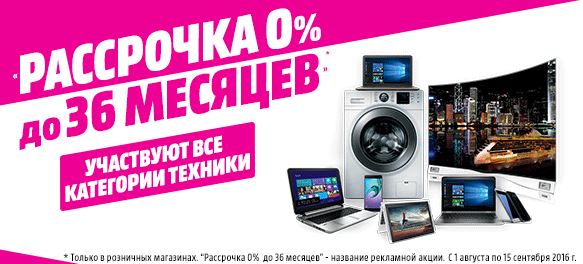 «РАССРОЧКА 0%
ДО 36 МЕСЯЦЕВ»*
УЧАСТВУЮТ ВСЕ
КАТЕГОРИИ ТЕХНИКИ
* Только в розничных магазинах. "Рассрочка 0% до 36 месяцев" - название рекламной акции. С 1 августа по 15 сентября 2016 г.